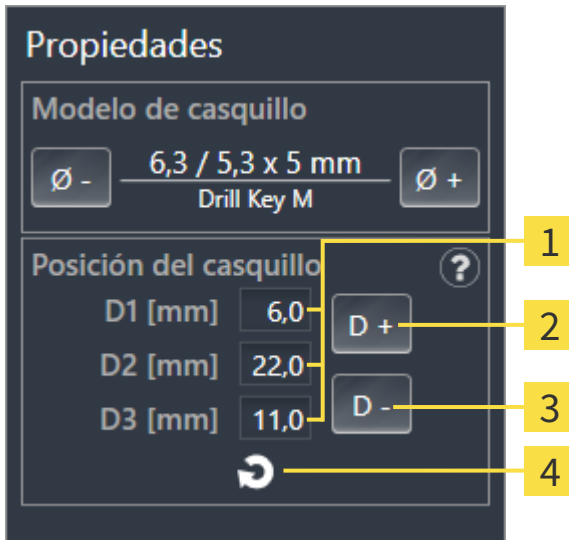 Propiedades
Modelo de casquillo
Ø - 6,3 / 5,3 x 5 mm Ø +
Drill Key M
1
Posición del casquillo ?
D1 [mm] 6,0 D + 2
D2 [mm] 22,0
D3 [mm] 11,0 D - 3
4